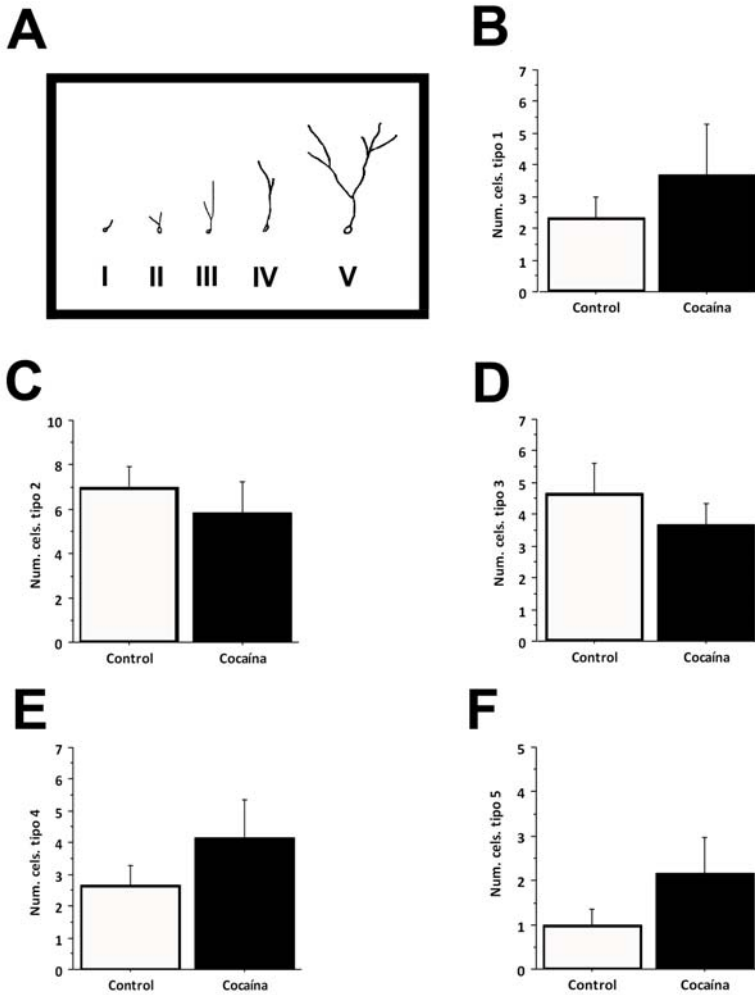 A
I II III IV V
B
Num. cels. tipo 1
7
6
5
4
3
2
1
0
Control Cocaína
C
Num. cels. tipo 2
10
8
6
4
2
0
Control Cocaína
D
Num. cels. tipo 3
7
6
5
4
3
2
1
0
Control Cocaína
E
Num. cels. tipo 4
7
6
5
4
3
2
1
0
Control Cocaína
F
Num. cels. tipo 5
5
4
3
2
1
0
Control Cocaína